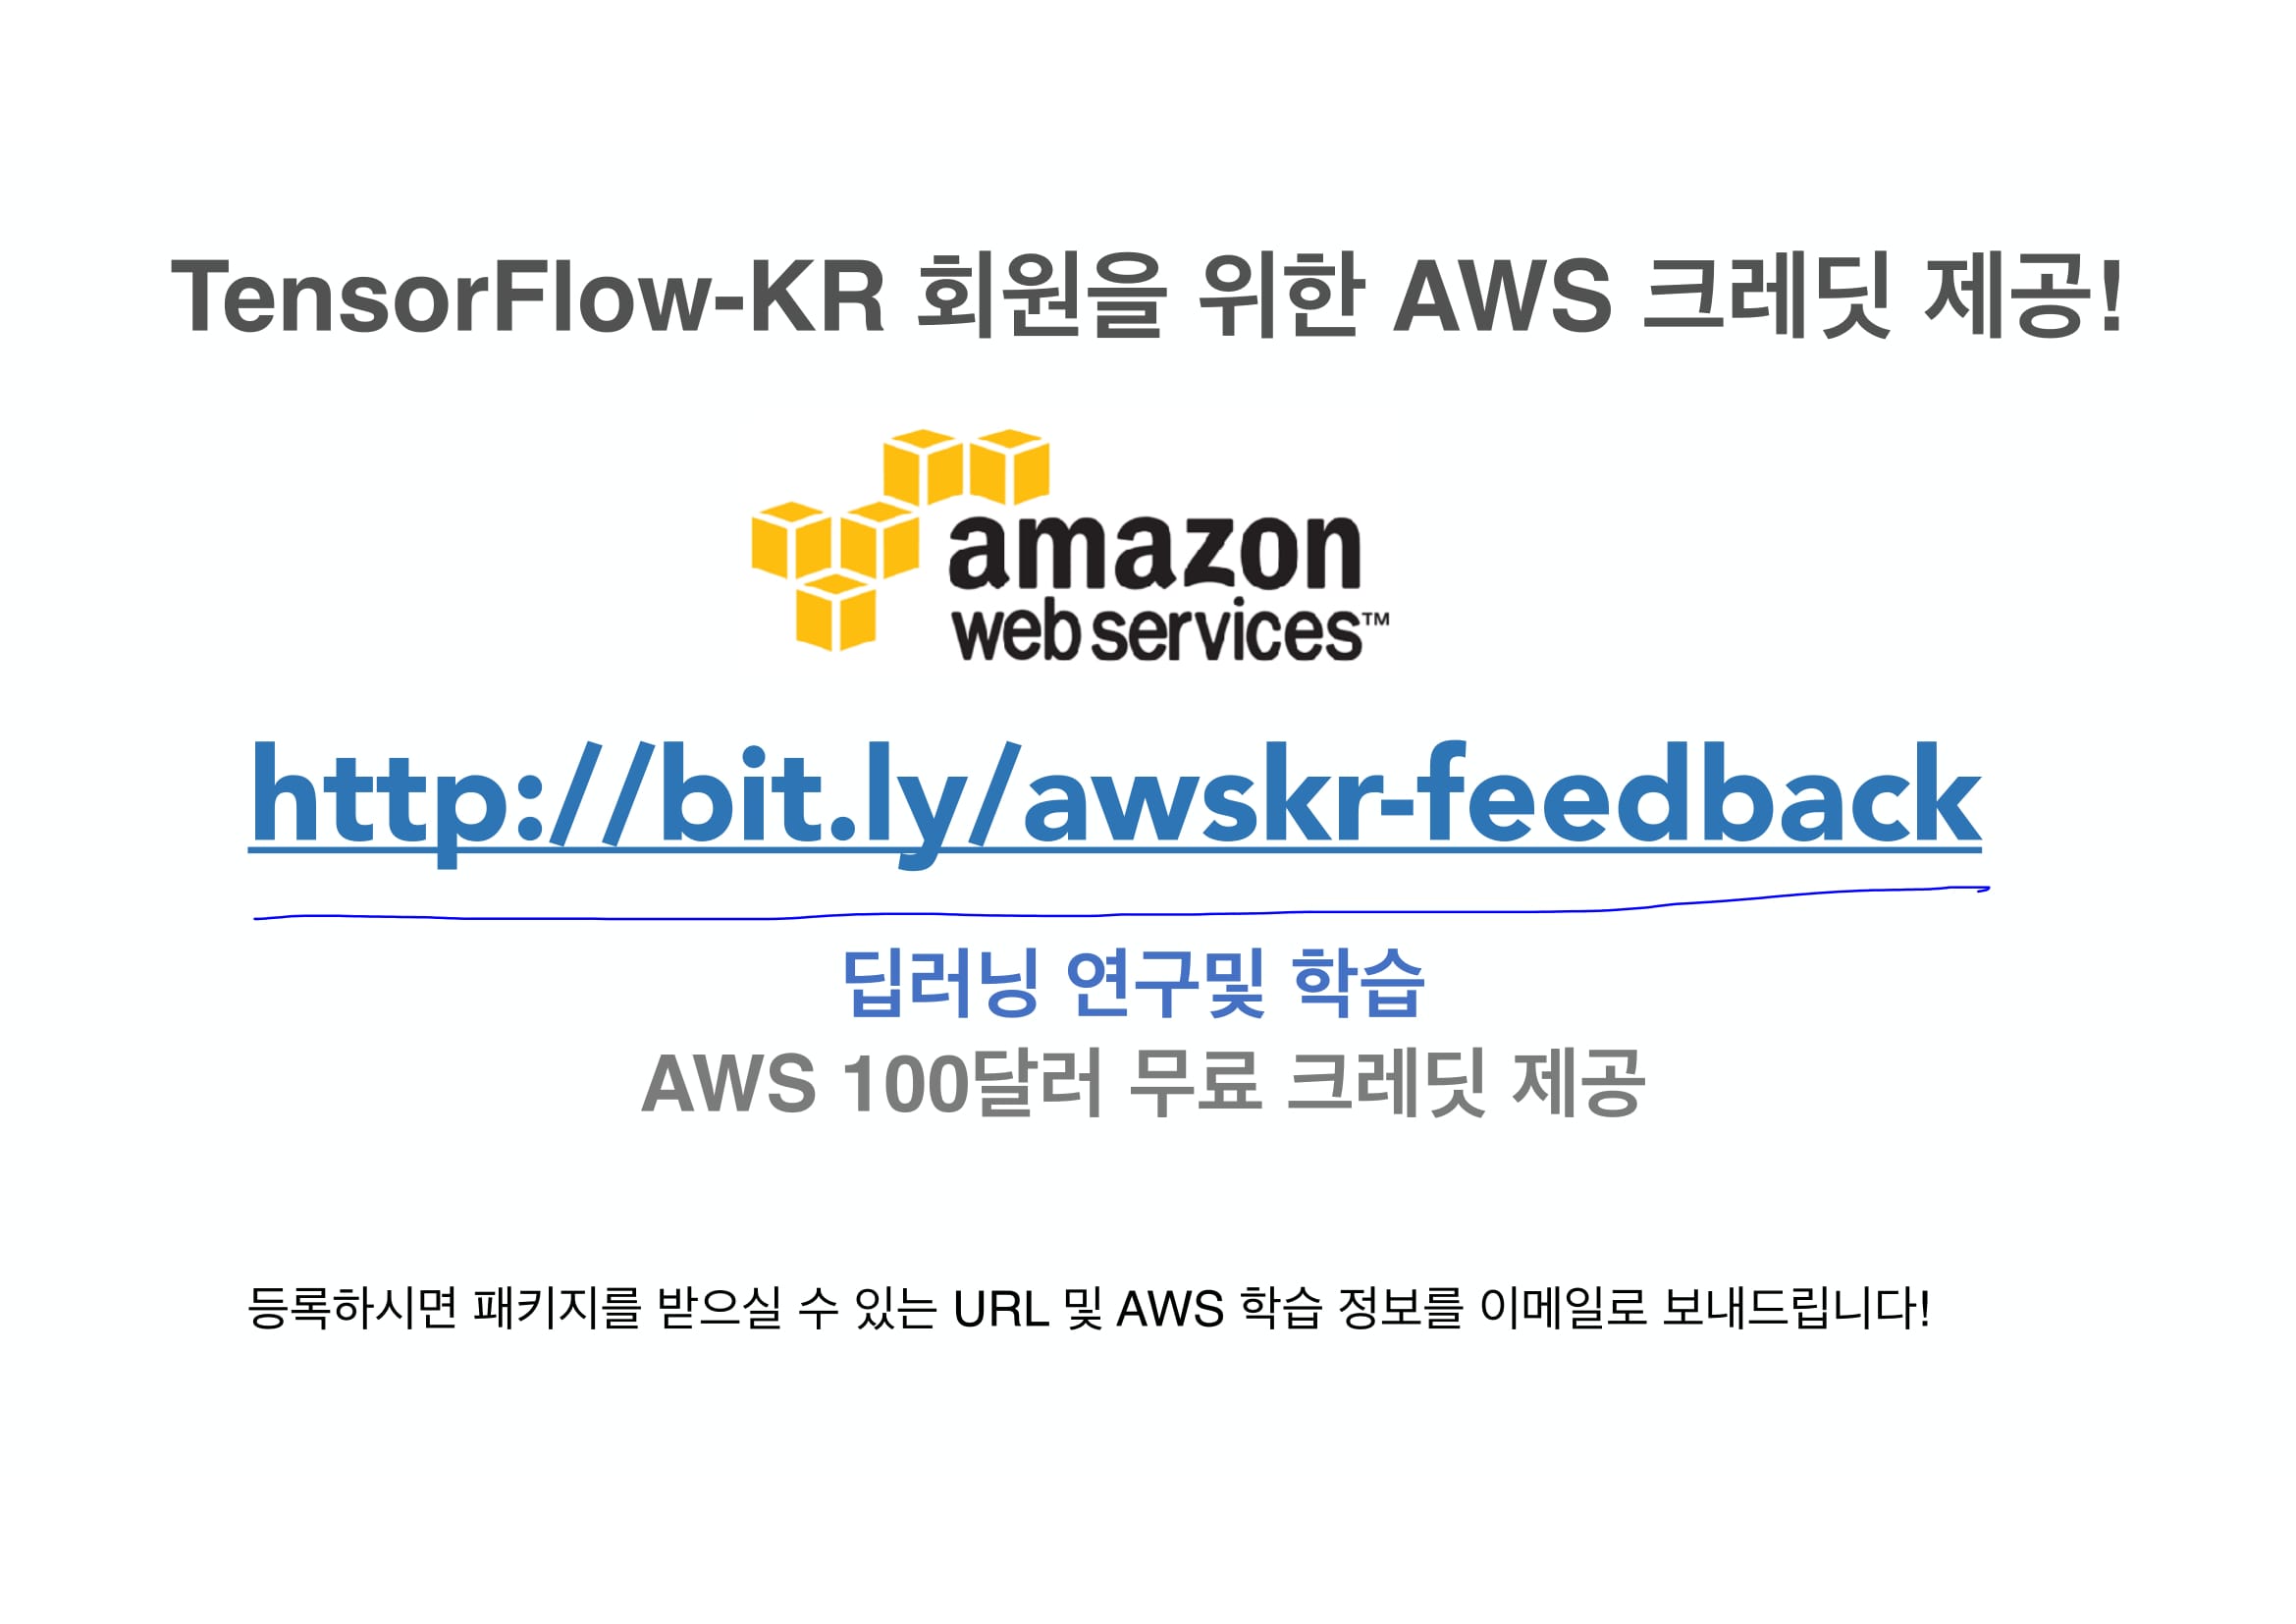 TensorFlow-KR 회원을 위한 AWS 크레딧 제공!
amazon
web services™
http://bit.ly/awskr-feedback
딥러닝 연구및 학습
AWS 100달러 무료 크레딧 제공
등록하시면 패키지를 받으실 수 있는 URL 및 AWS 학습 정보를 이메일로 보내드립니다!